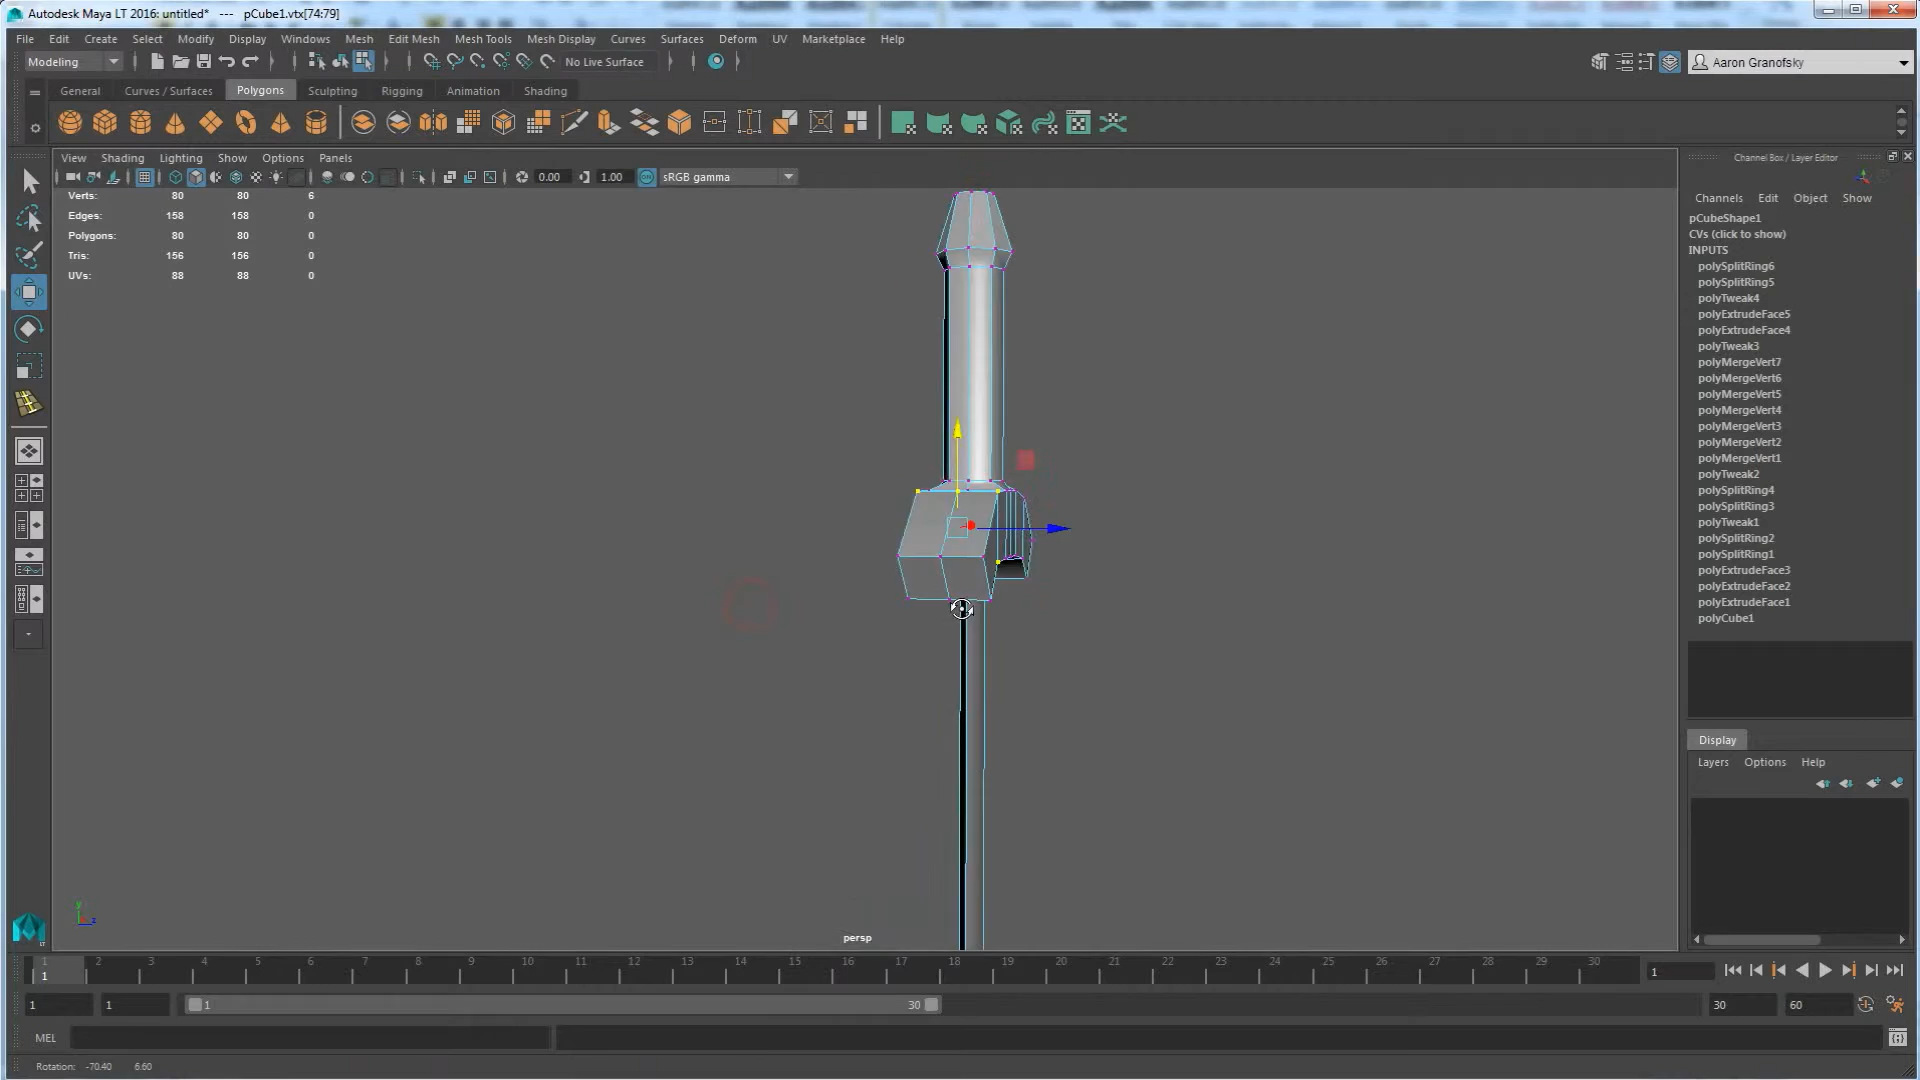 Autodesk Maya LT 2016: untitled*   ---   pCube1.vtx[74:79]
File Edit Create Select Modify Display Windows Mesh Edit Mesh Mesh Tools Mesh Display Curves Surfaces Deform UV Marketplace Help
Modeling No Live Surface Aaron Granofsky
General Curves / Surfaces Polygons Sculpting Rigging Animation Shading
View Shading Lighting Show Options Panels
0.00 1.00 ON sRGB gamma
Verts: 80 80 6
Edges: 158 158 0
Polygons: 80 80 0
Tris: 156 156 0
UVs: 88 88 0
y
z
persp
LT
Channel Box / Layer Editor
Channels Edit Object Show
pCubeShape1
CVs (click to show)
INPUTS
polySplitRing6
polySplitRing5
polyTweak4
polyExtrudeFace5
polyExtrudeFace4
polyTweak3
polyMergeVert7
polyMergeVert6
polyMergeVert5
polyMergeVert4
polyMergeVert3
polyMergeVert2
polyMergeVert1
polyTweak2
polySplitRing4
polySplitRing3
polyTweak1
polySplitRing2
polySplitRing1
polyExtrudeFace3
polyExtrudeFace2
polyExtrudeFace1
polyCube1
Display
Layers Options Help
1 2 3 4 5 6 7 8 9 10 11 12 13 14 15 16 17 18 19 20 21 22 23 24 25 26 27 28 29 30
1 1
1 1 1 30 30 60
MEL
Rotation: -70.40 6.60